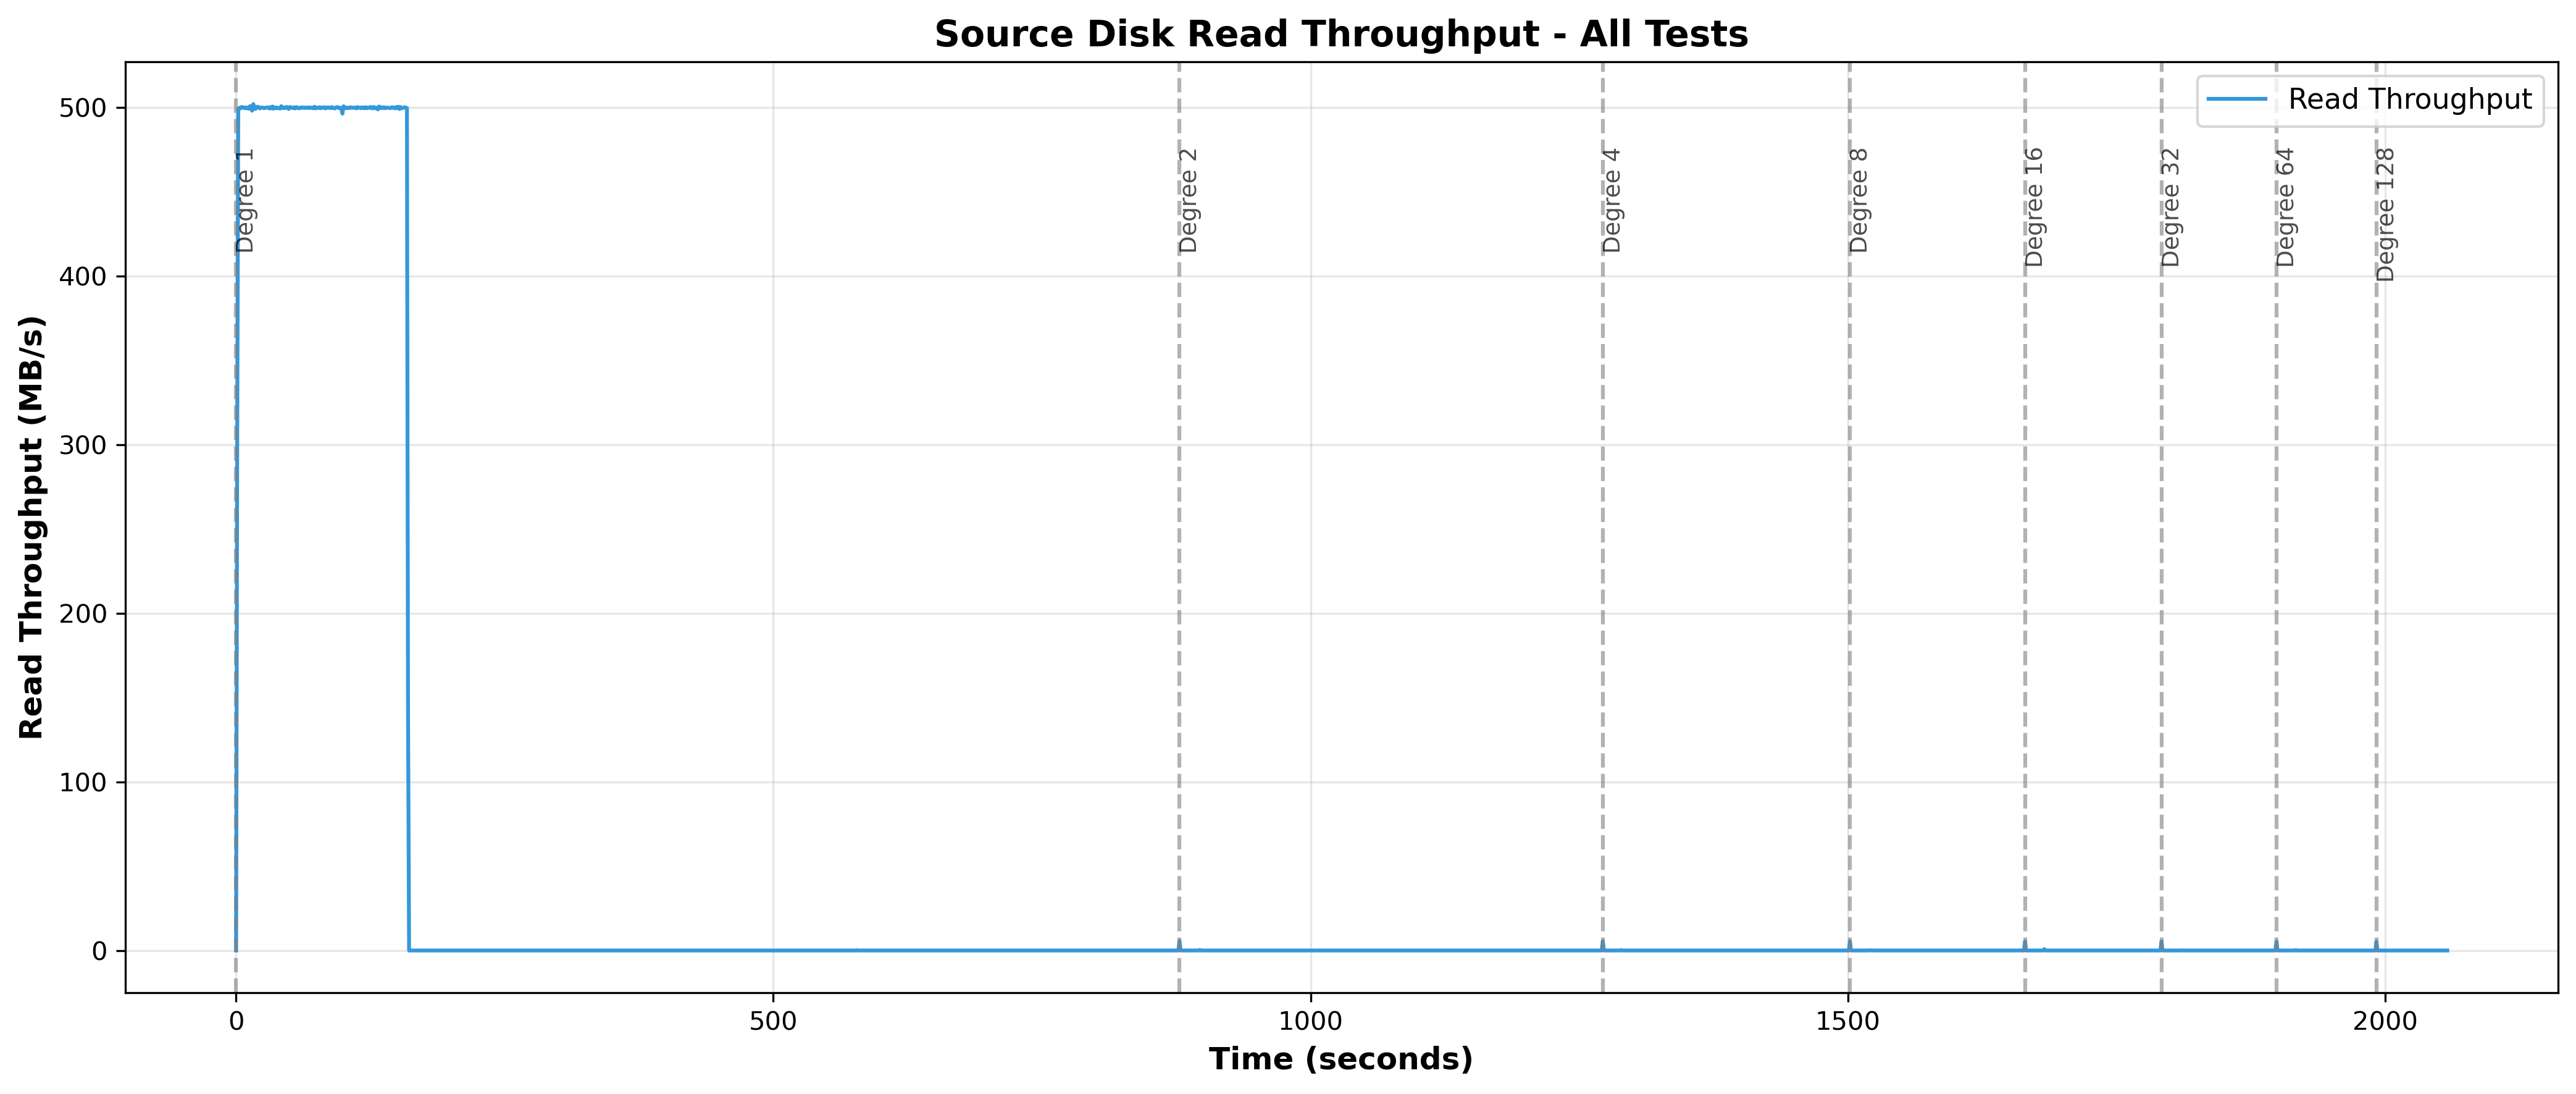 Source Disk Read Throughput - All Tests
Read Throughput
Degree 1
Degree 2
Degree 4
Degree 8
Degree 16
Degree 32
Degree 64
Degree 128
Read Throughput (MB/s)
500
400
300
200
100
0
0 500 1000 1500 2000
Time (seconds)